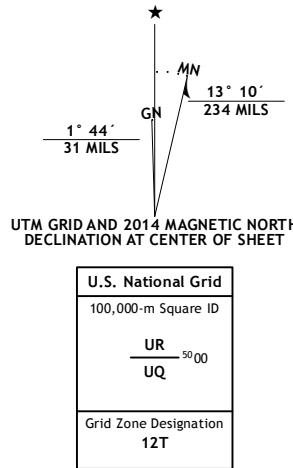 ★
MN
GN
13° 10´
234 MILS
1° 44´
31 MILS
UTM GRID AND 2014 MAGNETIC NORTH
DECLINATION AT CENTER OF SHEET
U.S. National Grid
100,000-m Square ID
UR
5000
UQ
Grid Zone Designation
12T